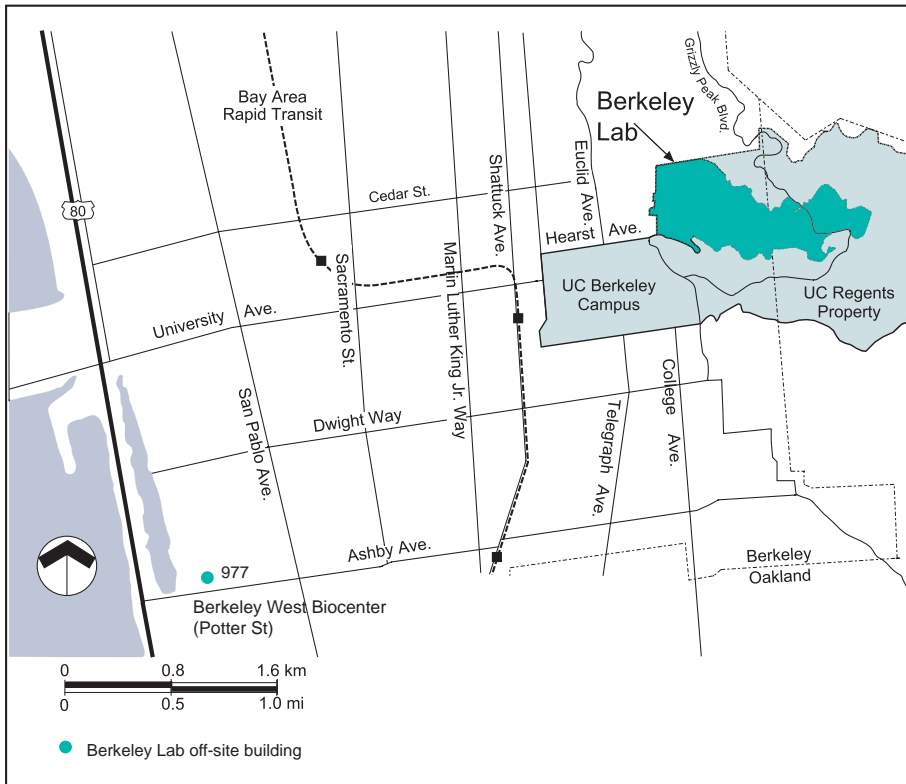 Bay Area
Rapid Transit
Grizzly Peak Blvd.
Berkeley
Lab
80
Cedar St.
Shattuck Ave.
Euclid Ave.
Hearst Ave.
Sacramento St.
Martin Luther King Jr. Way
University Ave.
UC Berkeley
Campus
UC Regents
Property
San Pablo Ave.
Dwight Way
Telegraph Ave.
College Ave.
Ashby Ave.
Berkeley
Oakland
977
Berkeley West Biocenter
(Potter St)
0 0.8 1.6 km
0 0.5 1.0 mi
Berkeley Lab off-site building